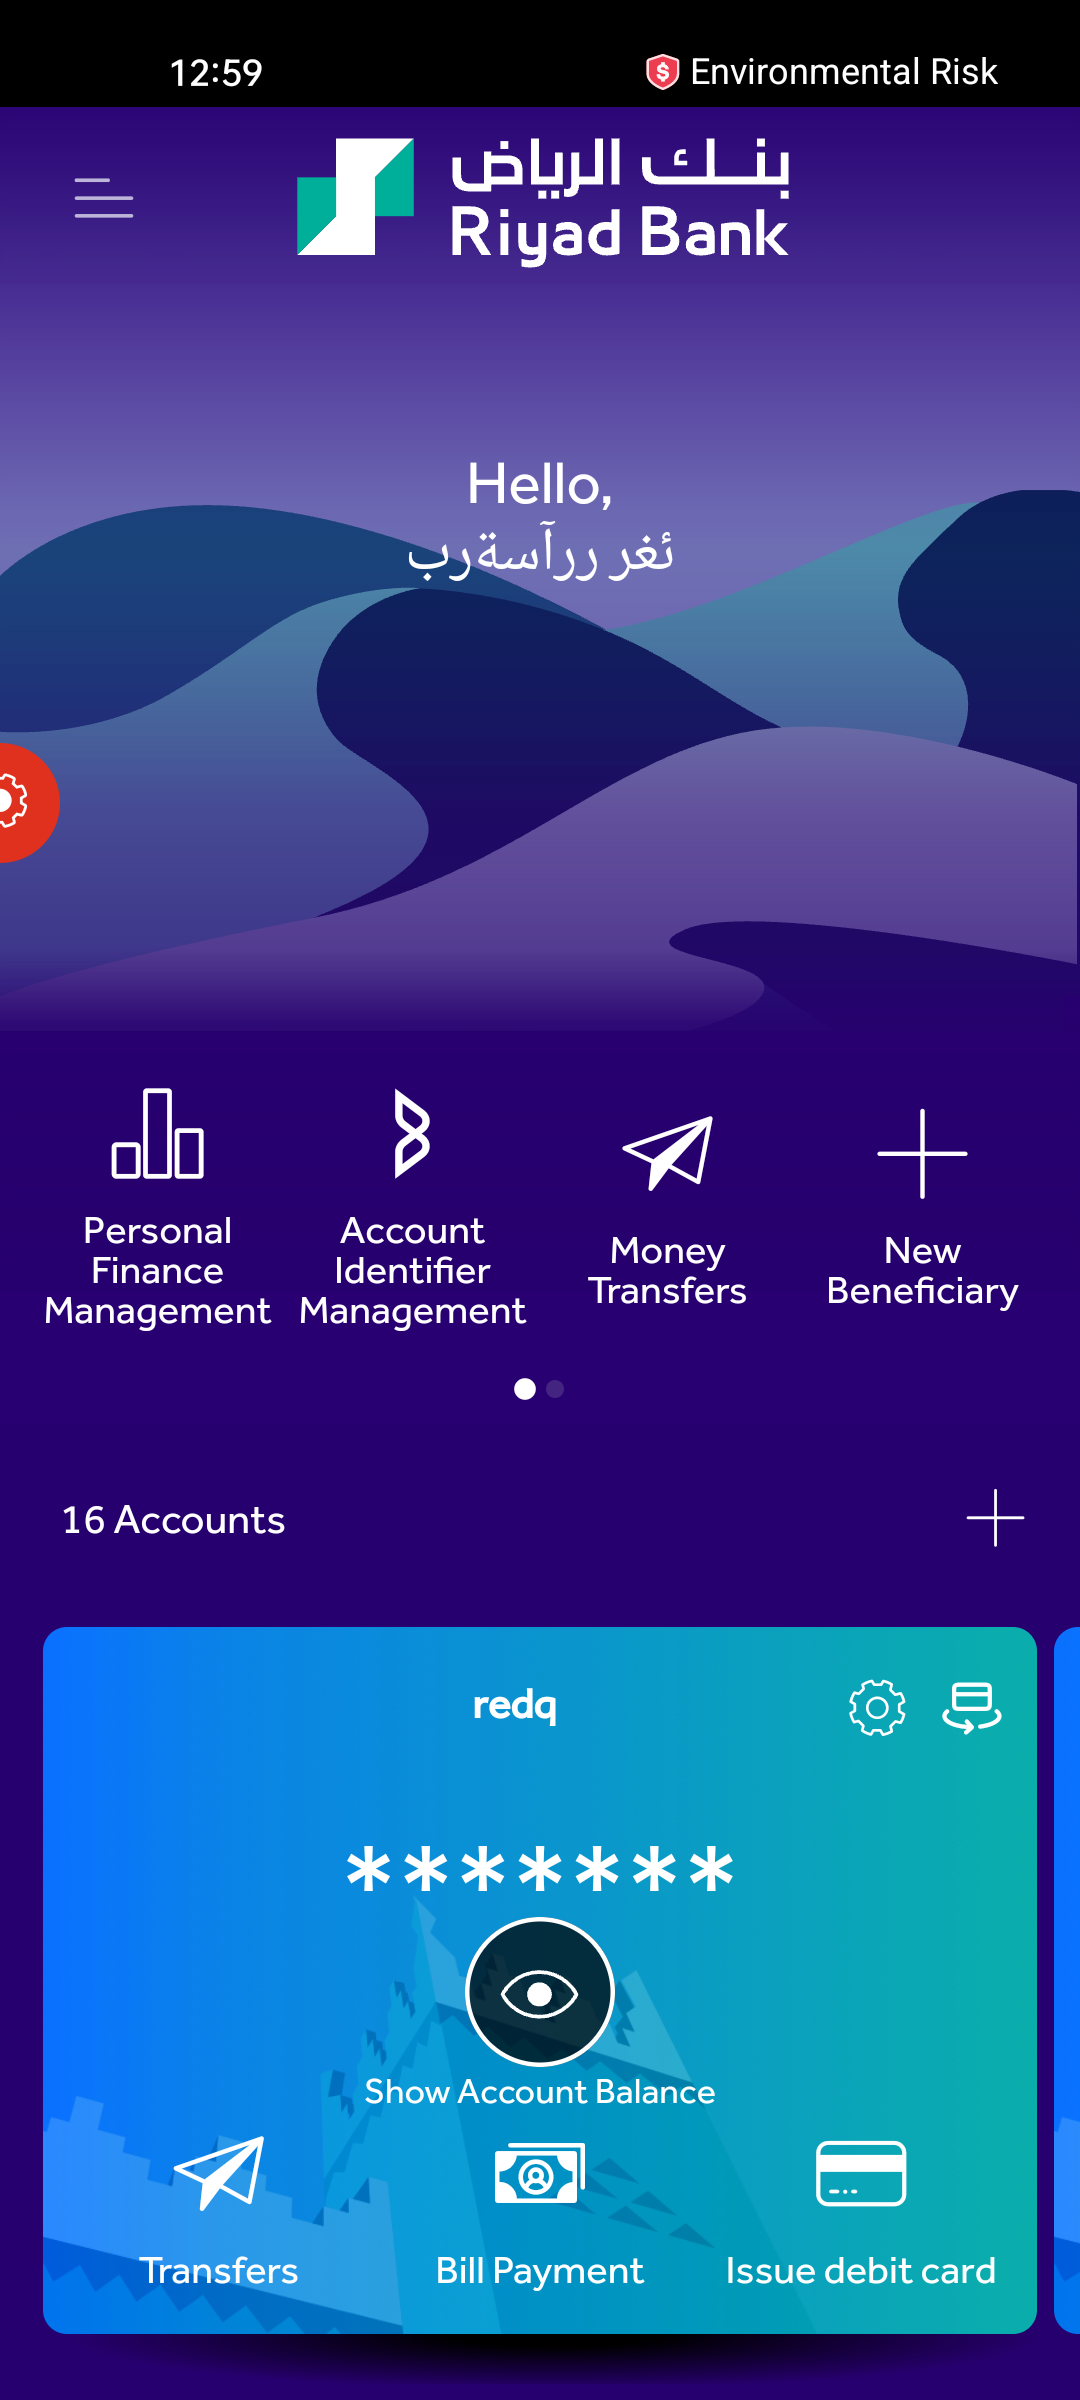 12:59
Environmental Risk
بنك الرياض
Riyad Bank
Hello,
ئغر ررآسةرب
Personal
Finance
Management
Account
Identifier
Management
Money
Transfers
New
Beneficiary
16 Accounts
redq
*******
Show Account Balance
Transfers
Bill Payment
Issue debit card